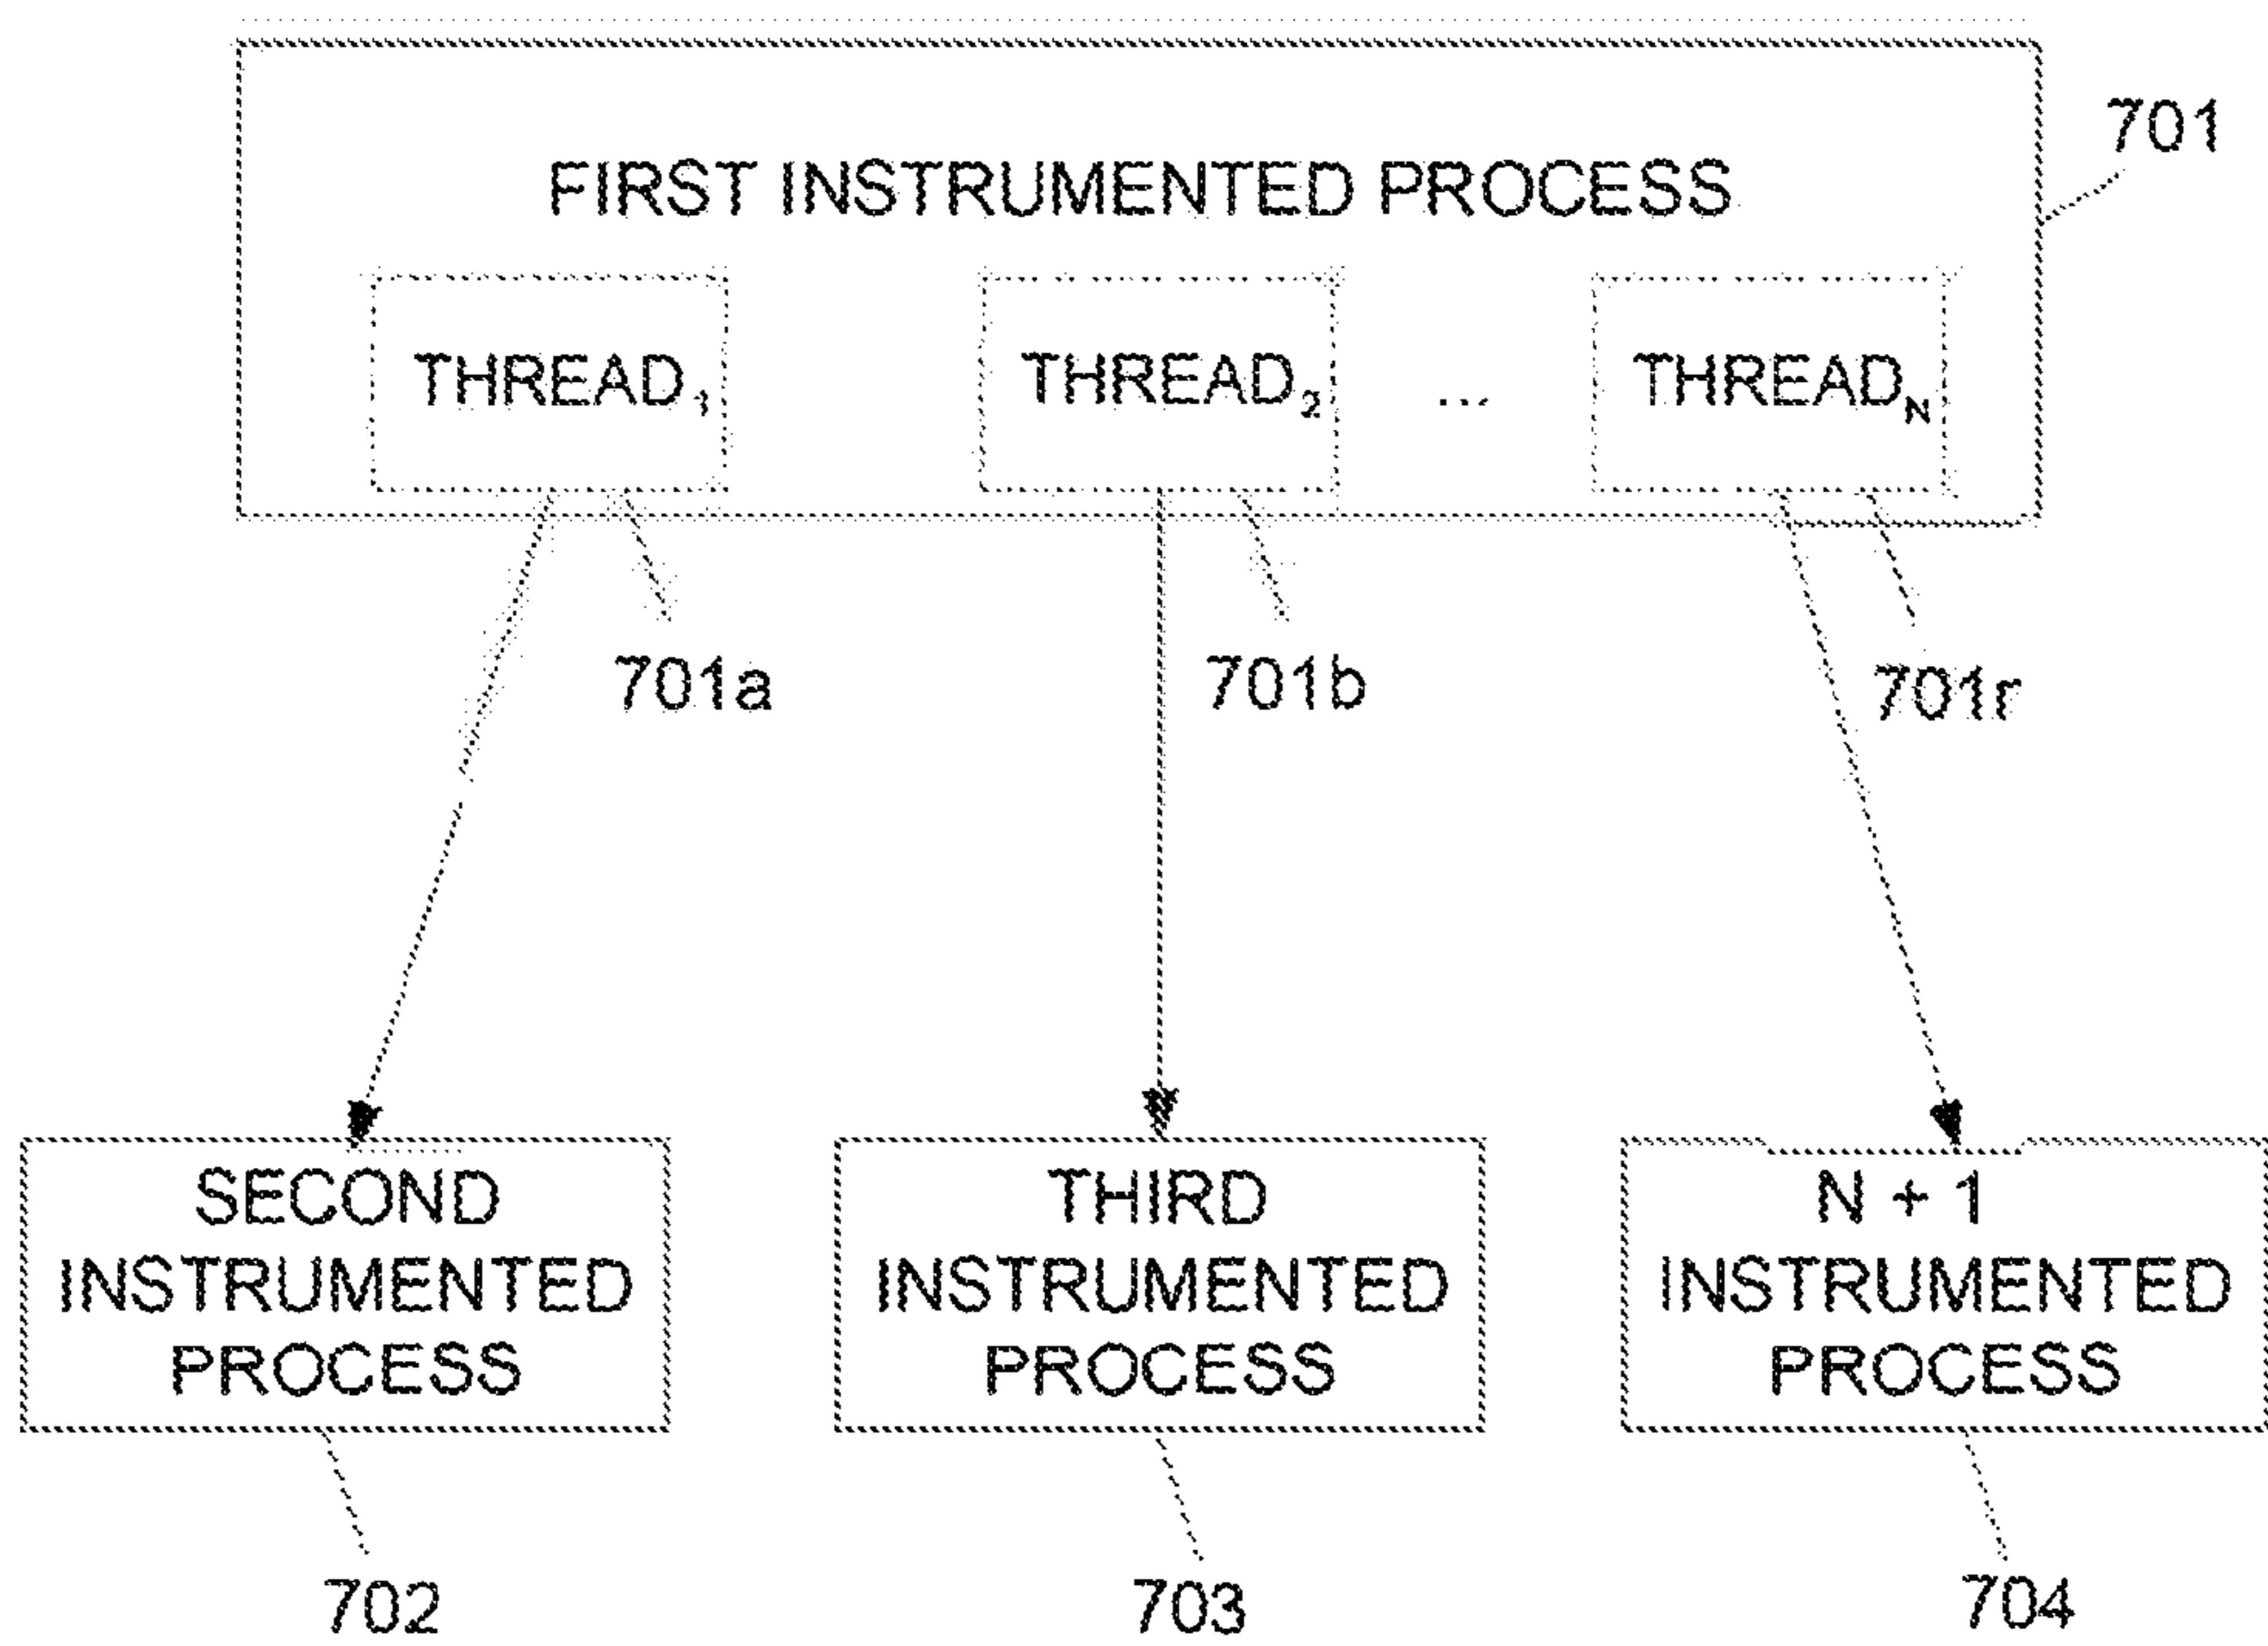 701
FIRST INSTRUMENTED PROCESS
THREAD₁ THREAD₂ ... THREADN
701a 701b 701r
SECOND INSTRUMENTED PROCESS
THIRD INSTRUMENTED PROCESS
N + 1 INSTRUMENTED PROCESS
702 703 704